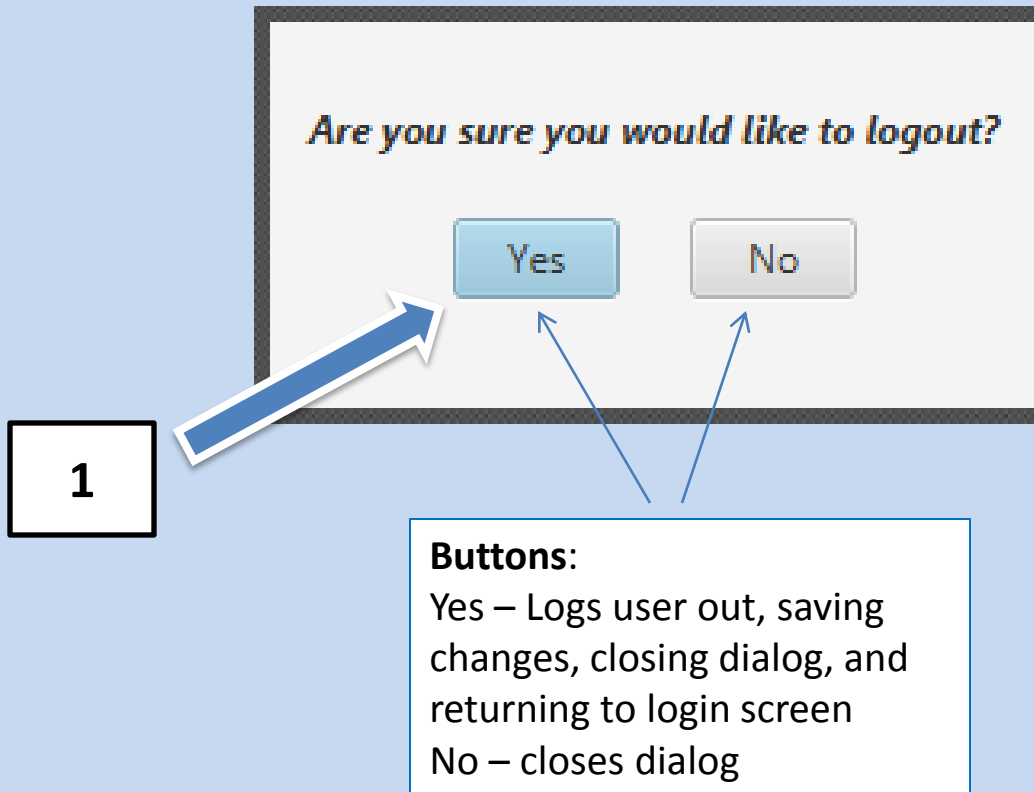 Are you sure you would like to logout?
Yes No
1
Buttons:
Yes – Logs user out, saving
changes, closing dialog, and
returning to login screen
No – closes dialog